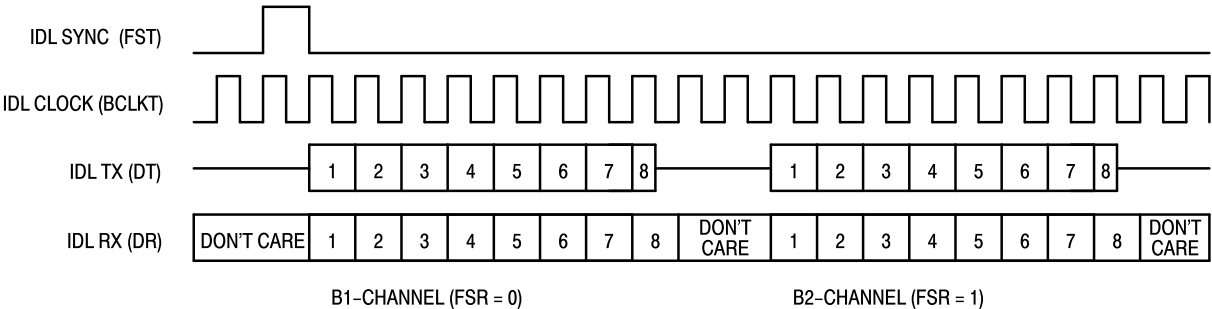 IDL SYNC (FST)
IDL CLOCK (BCLKT)
IDL TX (DT)
1 2 3 4 5 6 7 8 1 2 3 4 5 6 7 8
IDL RX (DR)
DON'T CARE 1 2 3 4 5 6 7 8 DON'T CARE 1 2 3 4 5 6 7 8 DON'T CARE
B1–CHANNEL (FSR = 0)
B2–CHANNEL (FSR = 1)